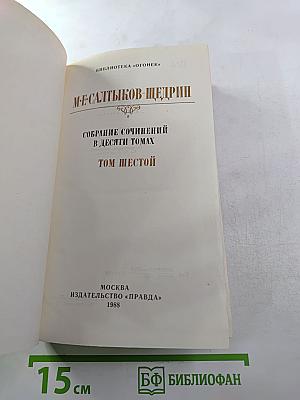 БИБЛИОТЕКА «ОГОНЕК»
М·Е·САЛТЫКОВ-ЩЕДРИН
СОБРАНИЕ СОЧИНЕНИЙ
В ДЕСЯТИ ТОМАХ
ТОМ ШЕСТОЙ
МОСКВА
ИЗДАТЕЛЬСТВО «ПРАВДА»
1988
15 см
БФ БИБЛИОФАН